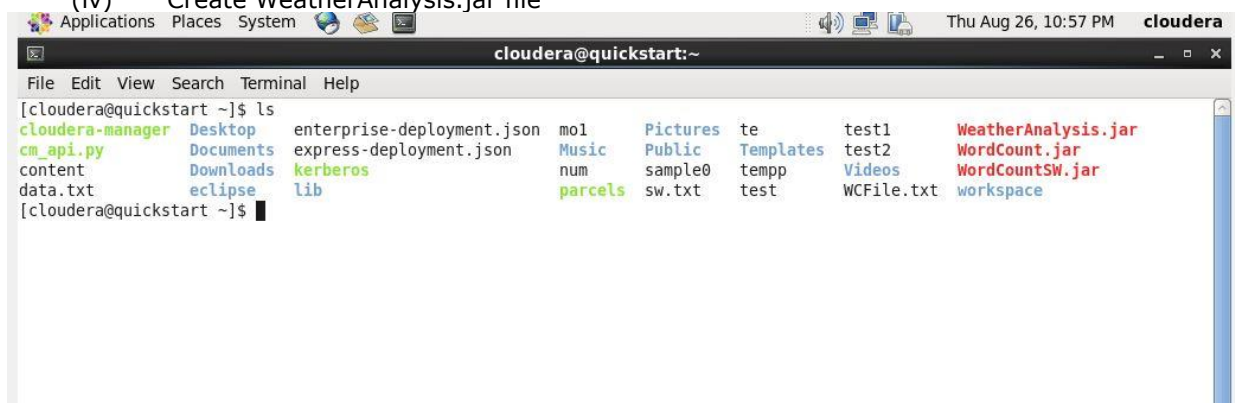 (iv) Create WeatherAnalysis.jar file
Applications Places System Thu Aug 26, 10:57 PM cloudera
cloudera@quickstart:~
File Edit View Search Terminal Help
[cloudera@quickstart ~]$ ls
cloudera-manager Desktop enterprise-deployment.json mo1 Pictures te test1 WeatherAnalysis.jar
cm_api.py Documents express-deployment.json Music Public Templates test2 WordCount.jar
content Downloads kerberos num sample0 tempp Videos WordCountSW.jar
data.txt eclipse lib parcels sw.txt test WCFile.txt workspace
[cloudera@quickstart ~]$